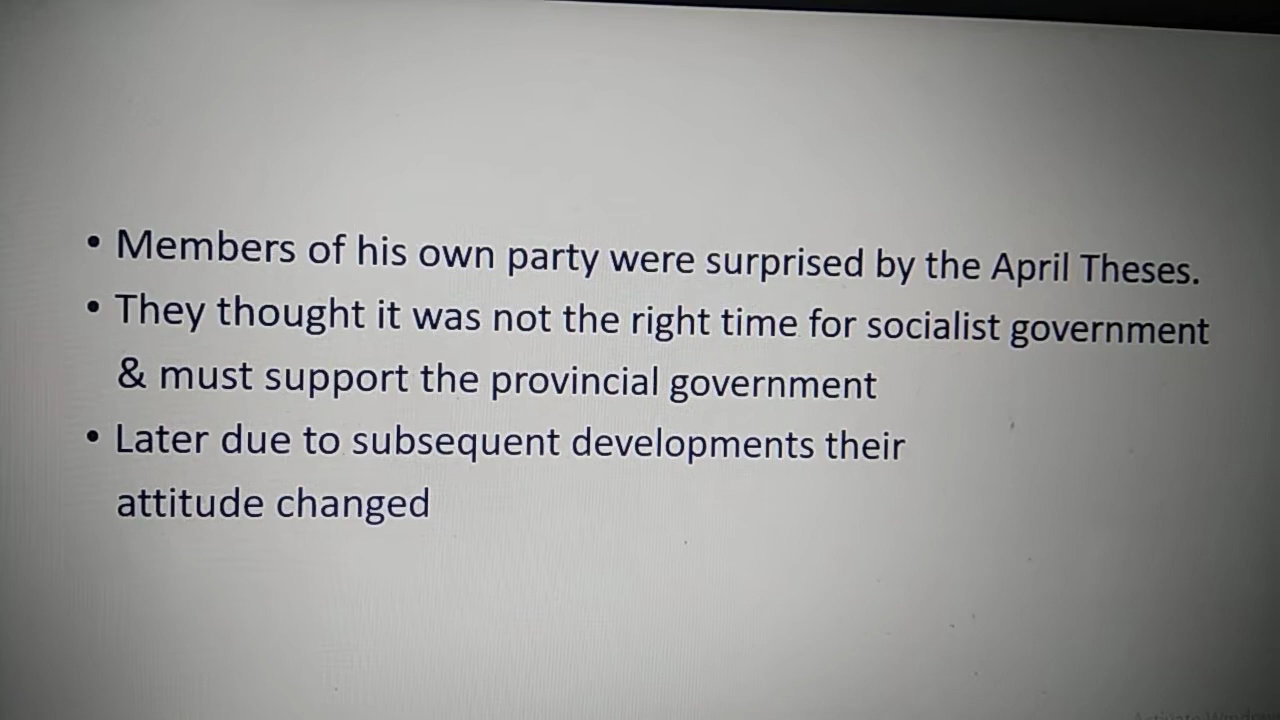 • Members of his own party were surprised by the April Theses.
• They thought it was not the right time for socialist government
& must support the provincial government
• Later due to subsequent developments their
attitude changed